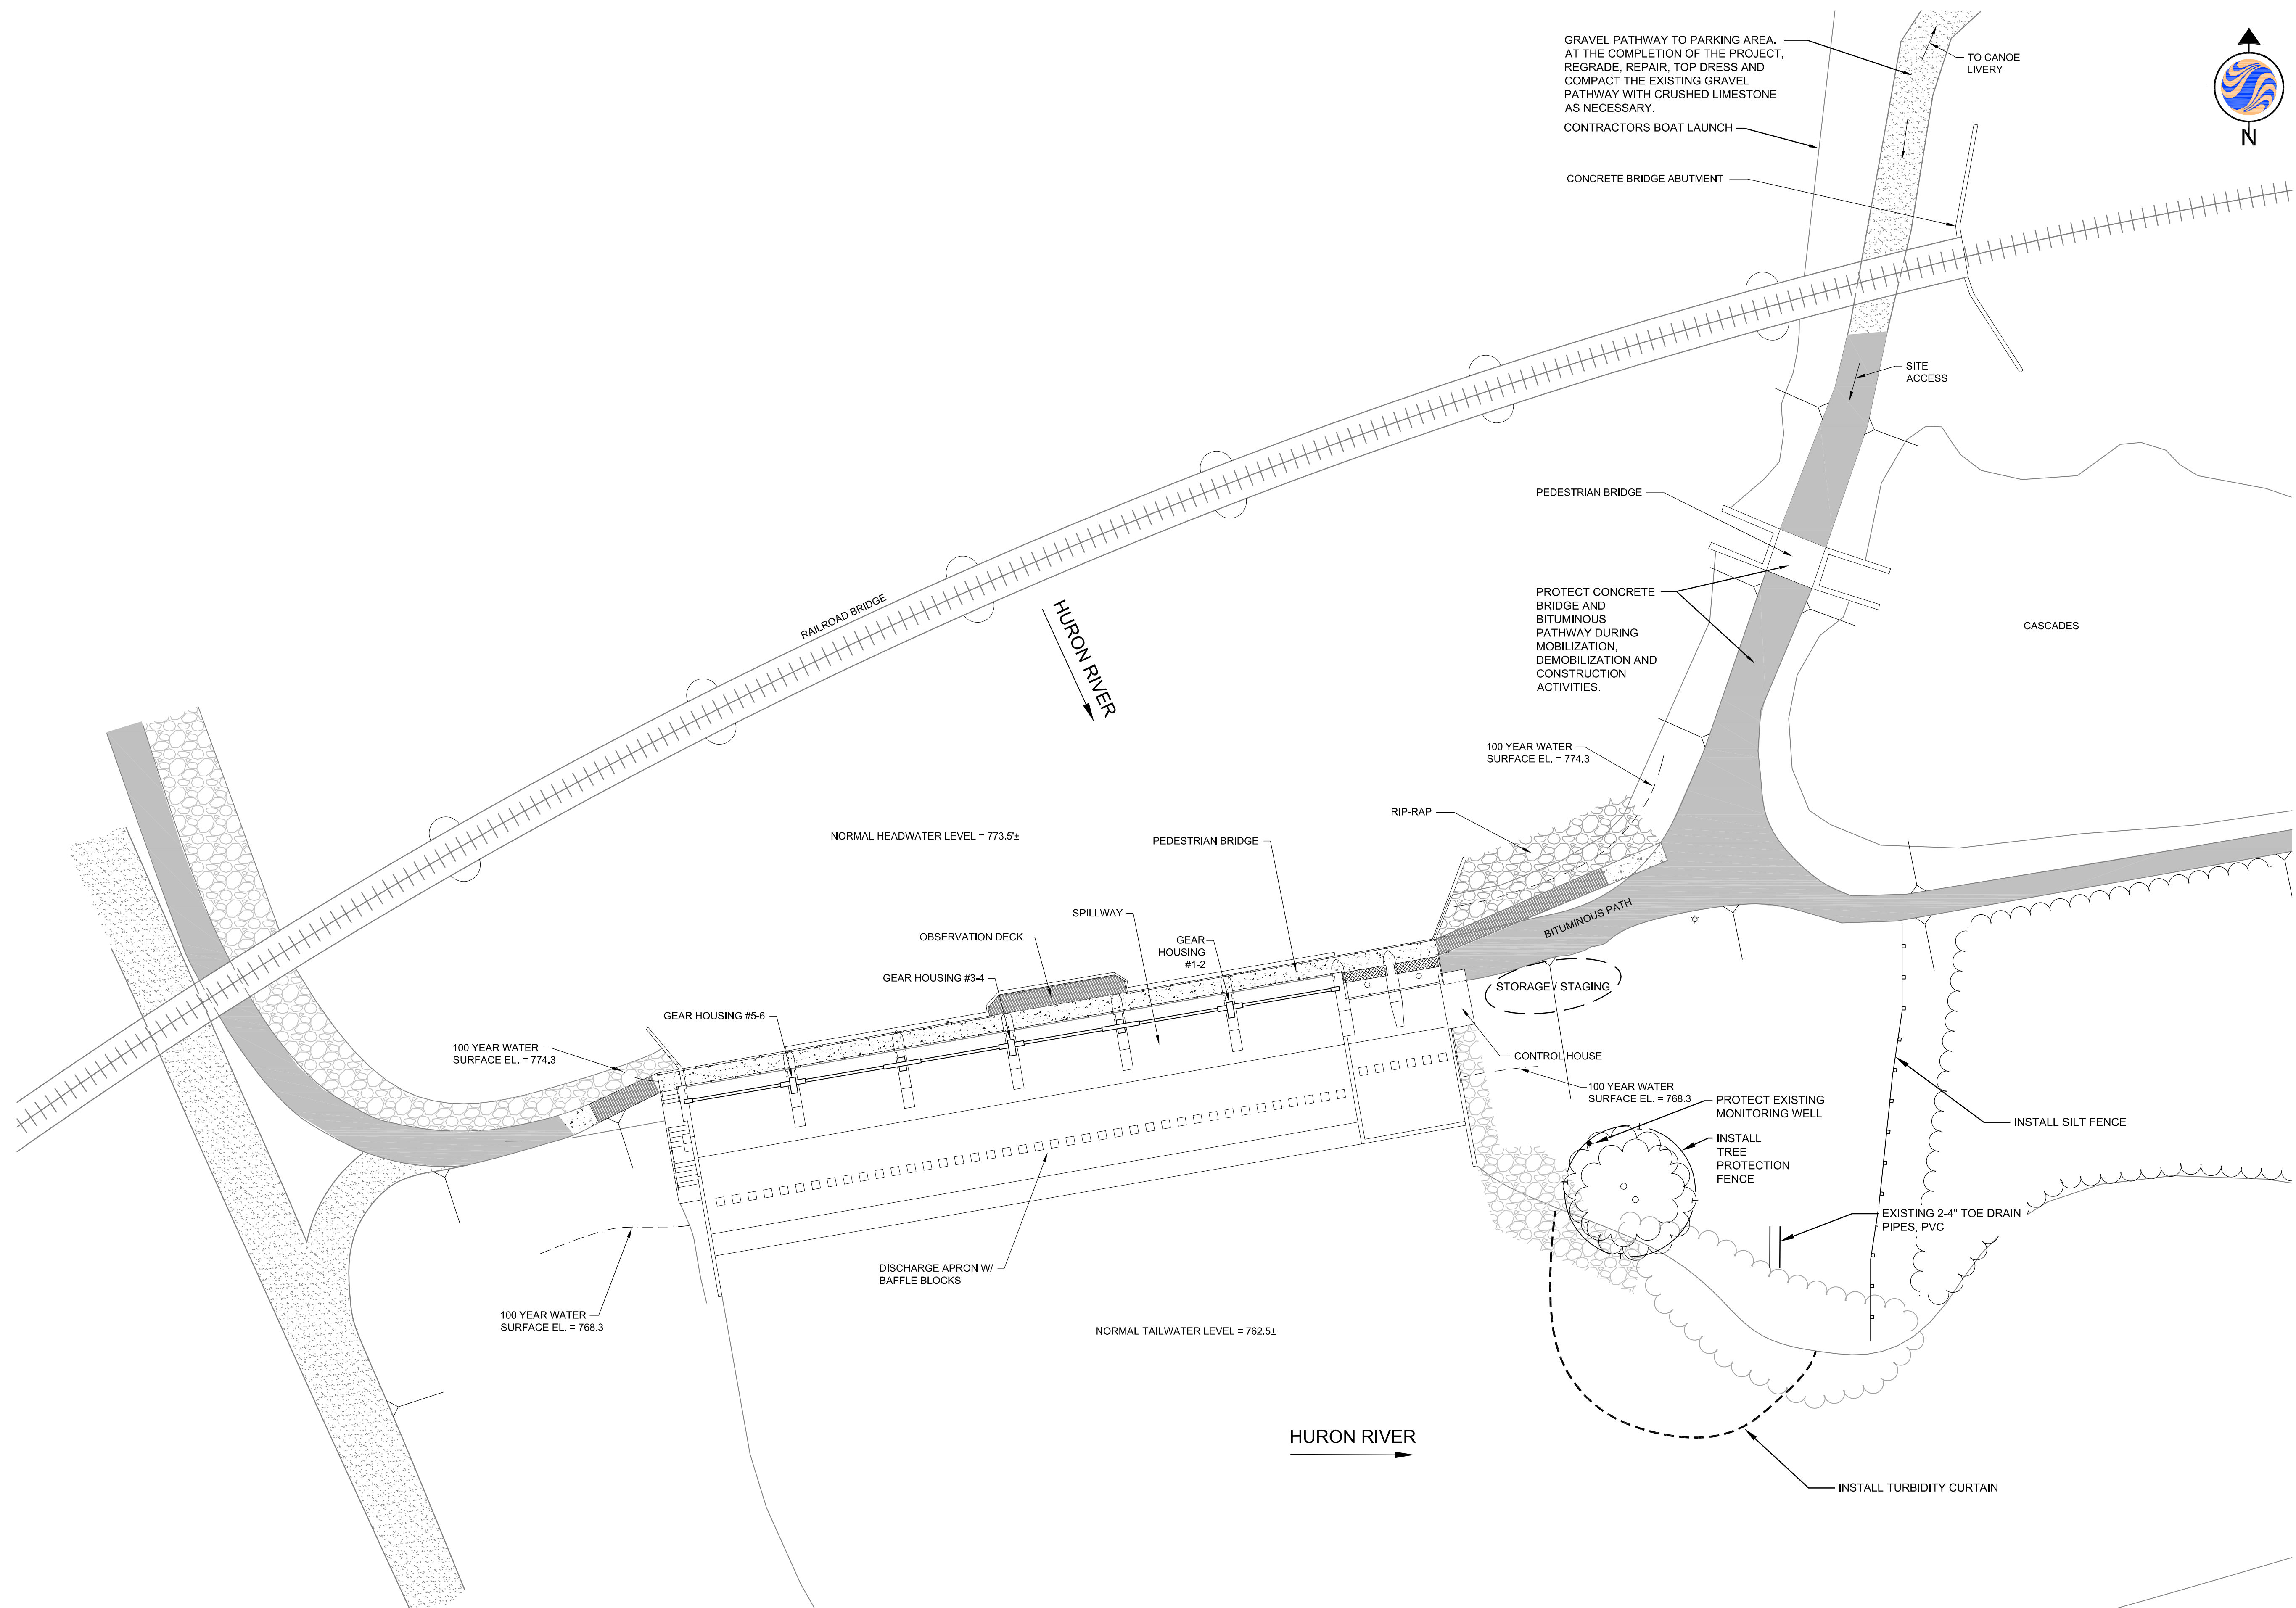 GRAVEL PATHWAY TO PARKING AREA.
AT THE COMPLETION OF THE PROJECT,
REGRADE, REPAIR, TOP DRESS AND
COMPACT THE EXISTING GRAVEL
PATHWAY WITH CRUSHED LIMESTONE
AS NECESSARY.
TO CANOE
LIVERY
N
CONTRACTORS BOAT LAUNCH
CONCRETE BRIDGE ABUTMENT
SITE
ACCESS
PEDESTRIAN BRIDGE
PROTECT CONCRETE
BRIDGE AND
BITUMINOUS
PATHWAY DURING
MOBILIZATION,
DEMOBILIZATION AND
CONSTRUCTION
ACTIVITIES.
CASCADES
RAILROAD BRIDGE
HURON RIVER
100 YEAR WATER
SURFACE EL. = 774.3
RIP-RAP
NORMAL HEADWATER LEVEL = 773.5'±
PEDESTRIAN BRIDGE
SPILLWAY
OBSERVATION DECK
GEAR
HOUSING
#1-2
GEAR HOUSING #3-4
GEAR HOUSING #5-6
BITUMINOUS PATH
STORAGE / STAGING
100 YEAR WATER
SURFACE EL. = 774.3
CONTROL HOUSE
100 YEAR WATER
SURFACE EL. = 768.3
PROTECT EXISTING
MONITORING WELL
INSTALL
TREE
PROTECTION
FENCE
INSTALL SILT FENCE
EXISTING 2-4" TOE DRAIN
PIPES, PVC
DISCHARGE APRON W/
BAFFLE BLOCKS
100 YEAR WATER
SURFACE EL. = 768.3
NORMAL TAILWATER LEVEL = 762.5±
HURON RIVER
INSTALL TURBIDITY CURTAIN